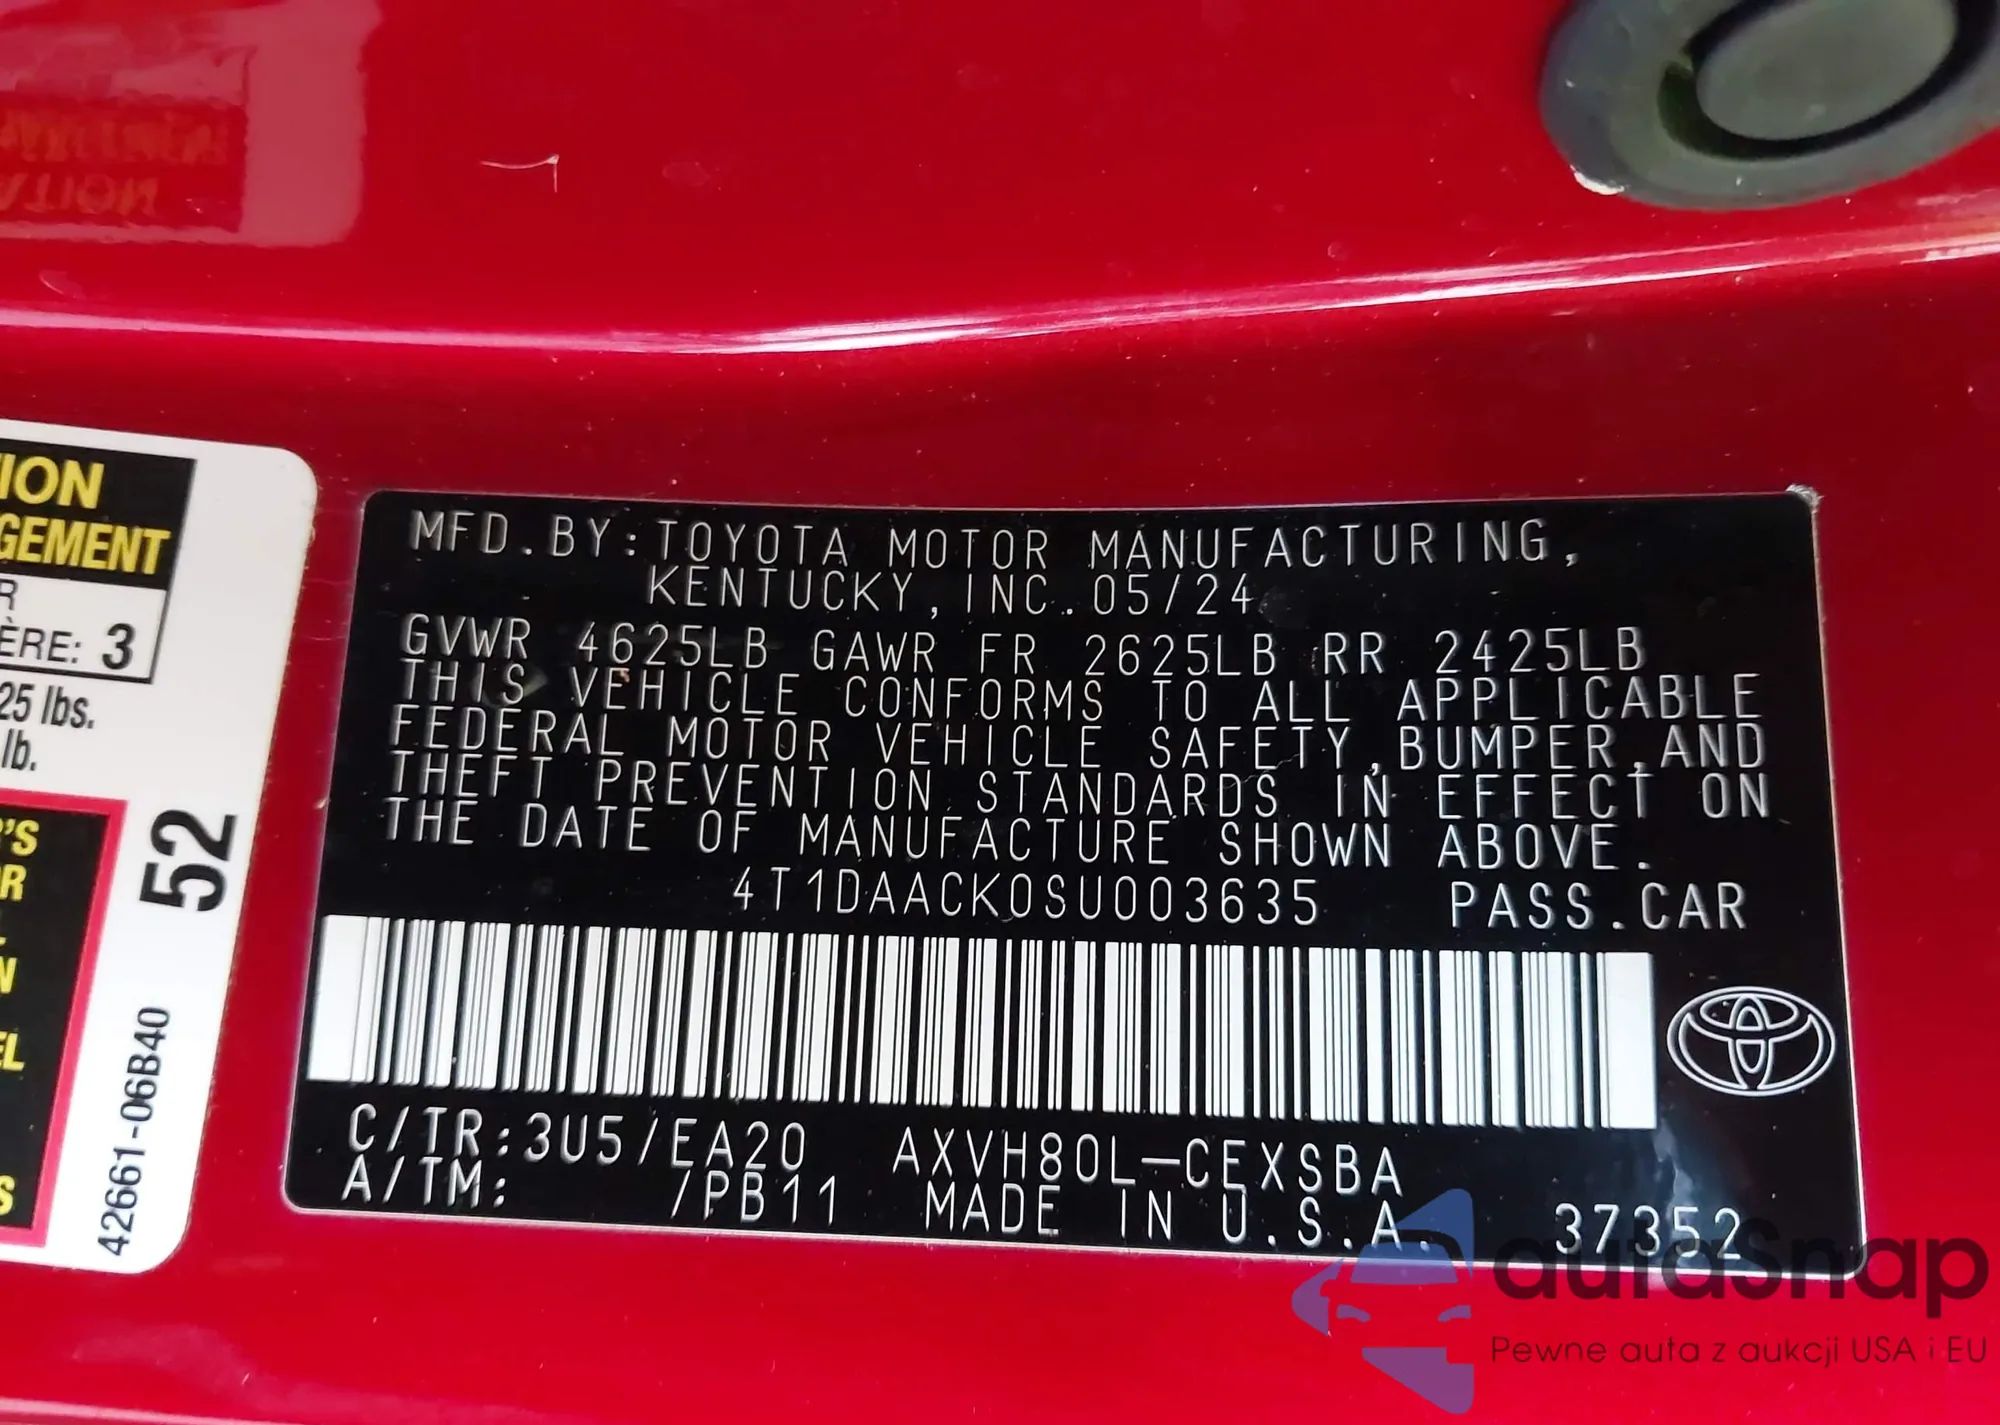 MFD.BY:TOYOTA MOTOR MANUFACTURING,
KENTUCKY,INC.05/24
GVWR 4625LB GAWR FR 2625LB RR 2425LB
THIS VEHICLE CONFORMS TO ALL APPLICABLE
FEDERAL MOTOR VEHICLE SAFETY,BUMPER,AND
THEFT PREVENTION STANDARDS IN EFFECT ON
THE DATE OF MANUFACTURE SHOWN ABOVE.
4T1DAACK0SU003635 PASS.CAR
C/TR:3U5/EA20 AXVH80L-CEXSBA
A/TM: /PB11 MADE IN U.S.A. 37352
TION
GEMENT
R
ÈRE: 3
25 lbs.
lb.
'S
OR
N
EL
S
52
42661-06B40
autoSnap
Pewne auta z aukcji USA i EU